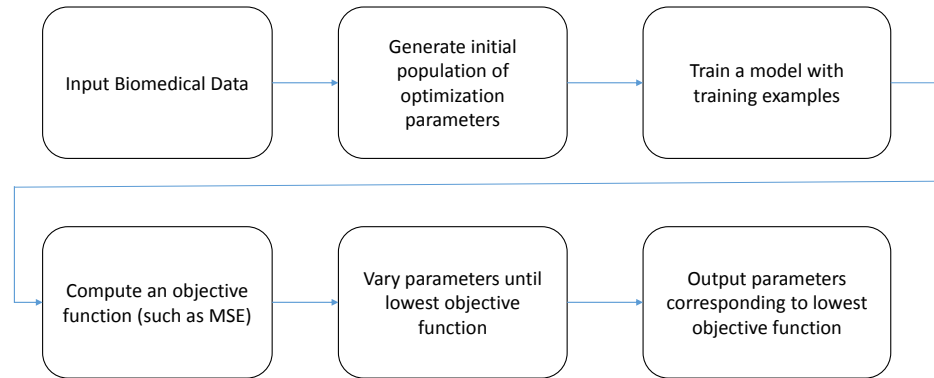 Input Biomedical Data
Generate initial
population of
optimization
parameters
Train a model with
training examples
Compute an objective
function (such as MSE)
Vary parameters until
lowest objective
function
Output parameters
corresponding to lowest
objective function